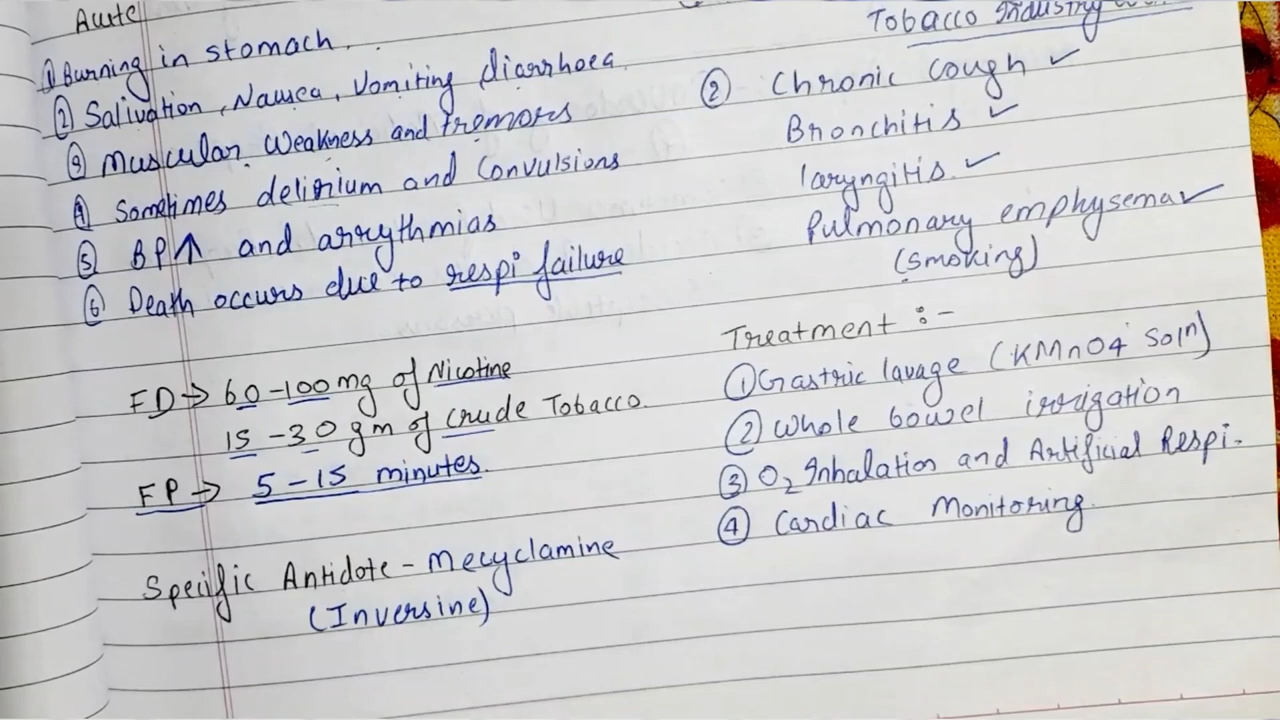 Acute
① Burning in stomach.
② Salivation, Nausea, Vomiting diarrhoea.
③ Muscular Weakness and tremors
④ Sometimes delirium and Convulsions
⑤ BP↑ and arrythmias
⑥ Death occurs due to respi failure
FD → 60-100 mg of Nicotine
15-30 gm of crude Tobacco.
FP → 5-15 minutes.
Specific Antidote - Mecyclamine
(Inversine)
Tobacco Industry
② Chronic cough ✓
Bronchitis ✓
laryngitis. ✓
Pulmonary emphysema ✓
(smoking)
Treatment :-
① Gastric lavage (KMnO4 Soln)
② Whole bowel irrigation
③ O2 Inhalation and Artificial Respi.
④ Cardiac Monitoring.